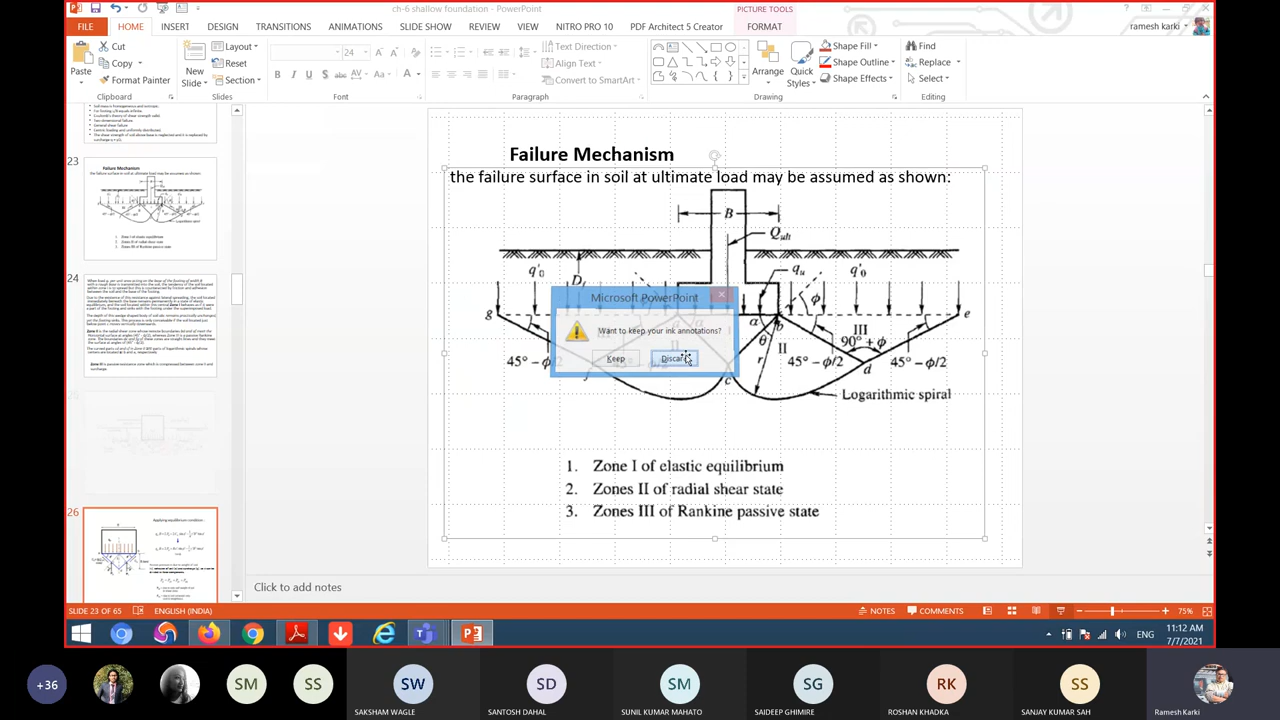 ch-6 shallow foundation - PowerPoint
PICTURE TOOLS
FILE HOME INSERT DESIGN TRANSITIONS ANIMATIONS SLIDE SHOW REVIEW VIEW NITRO PRO 10 PDF Architect 5 Creator FORMAT ramesh karki
Paste
Cut
Copy
Format Painter
Clipboard
New Slide
Layout
Reset
Section
Slides
24
Font
Text Direction
Align Text
Convert to SmartArt
Paragraph
Arrange
Quick Styles
Shape Fill
Shape Outline
Shape Effects
Drawing
Find
Replace
Select
Editing
23
Failure Mechanism
24
26
Applying equilibrium condition:
Failure Mechanism
the failure surface in soil at ultimate load may be assumed as shown:
B
Qult
q'0 D qu q'0
ϕ
g α b e
III
θ 90° + ϕ
II
45° – ϕ r 45° – ϕ/2 d 45° – ϕ/2
c
Logarithmic spiral
Microsoft PowerPoint
Want to keep your ink annotations?
Keep Discard
1. Zone I of elastic equilibrium
2. Zones II of radial shear state
3. Zones III of Rankine passive state
Click to add notes
SLIDE 23 OF 65 ENGLISH (INDIA) NOTES COMMENTS 75%
ENG 11:12 AM
7/7/2021
+36 SM SS SW SD SM SG RK SS
SAKSHAM WAGLE SANTOSH DAHAL SUNIL KUMAR MAHATO SAIDEEP GHIMIRE ROSHAN KHADKA SANJAY KUMAR SAH Ramesh Karki